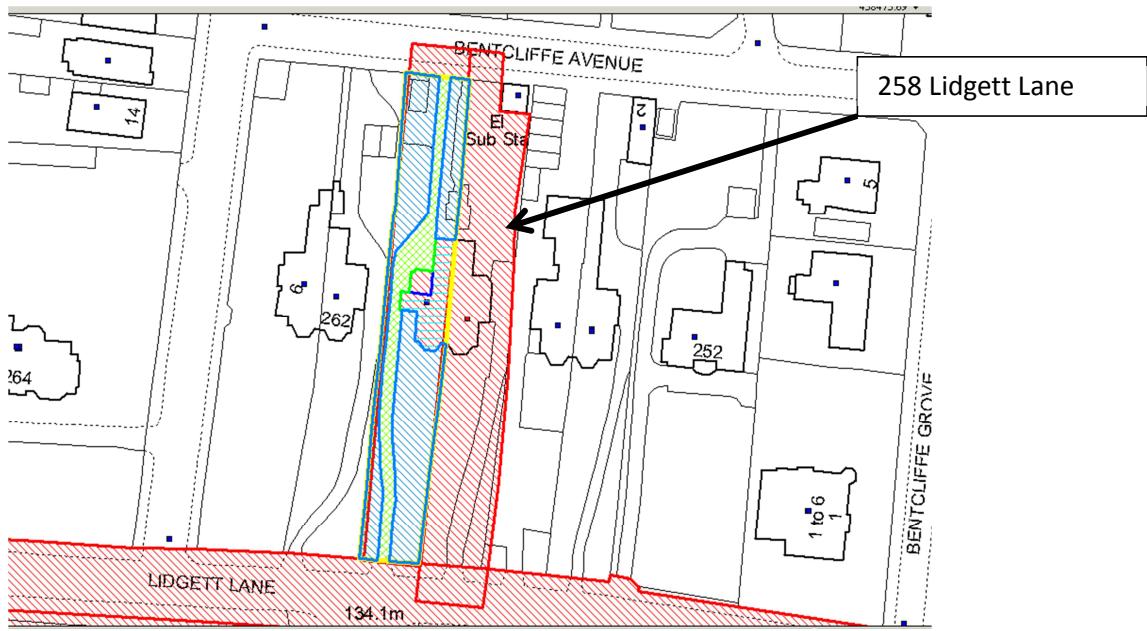 BENTCLIFFE AVENUE
258 Lidgett Lane
14
El
Sub Sta
2
5
6
262
264
252
BENTCLIFFE GROVE
1 to 6
1
LIDGETT LANE
134.1m